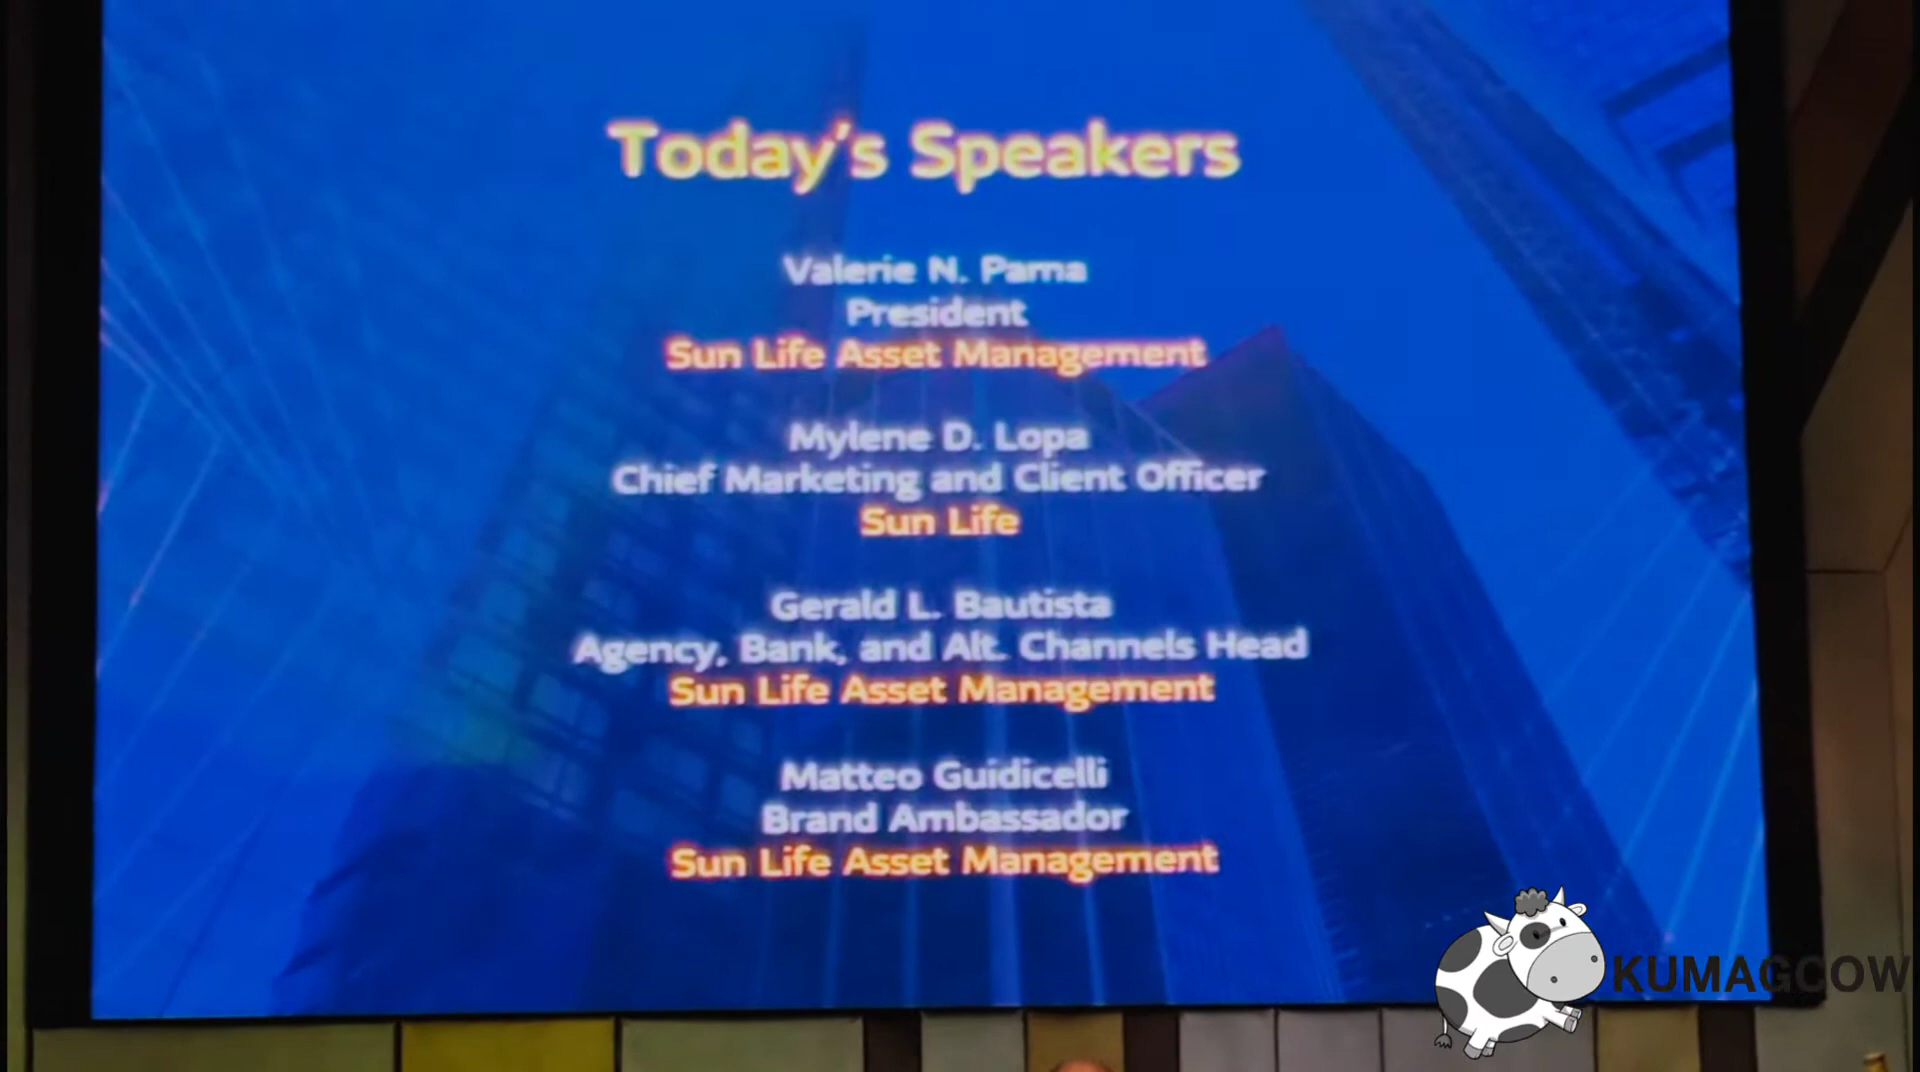 Today's Speakers
Valerie N. Pama
President
Sun Life Asset Management
Mylene D. Lopa
Chief Marketing and Client Officer
Sun Life
Gerald L. Bautista
Agency, Bank, and Alt. Channels Head
Sun Life Asset Management
Matteo Guidicelli
Brand Ambassador
Sun Life Asset Management
KUMAGCOW